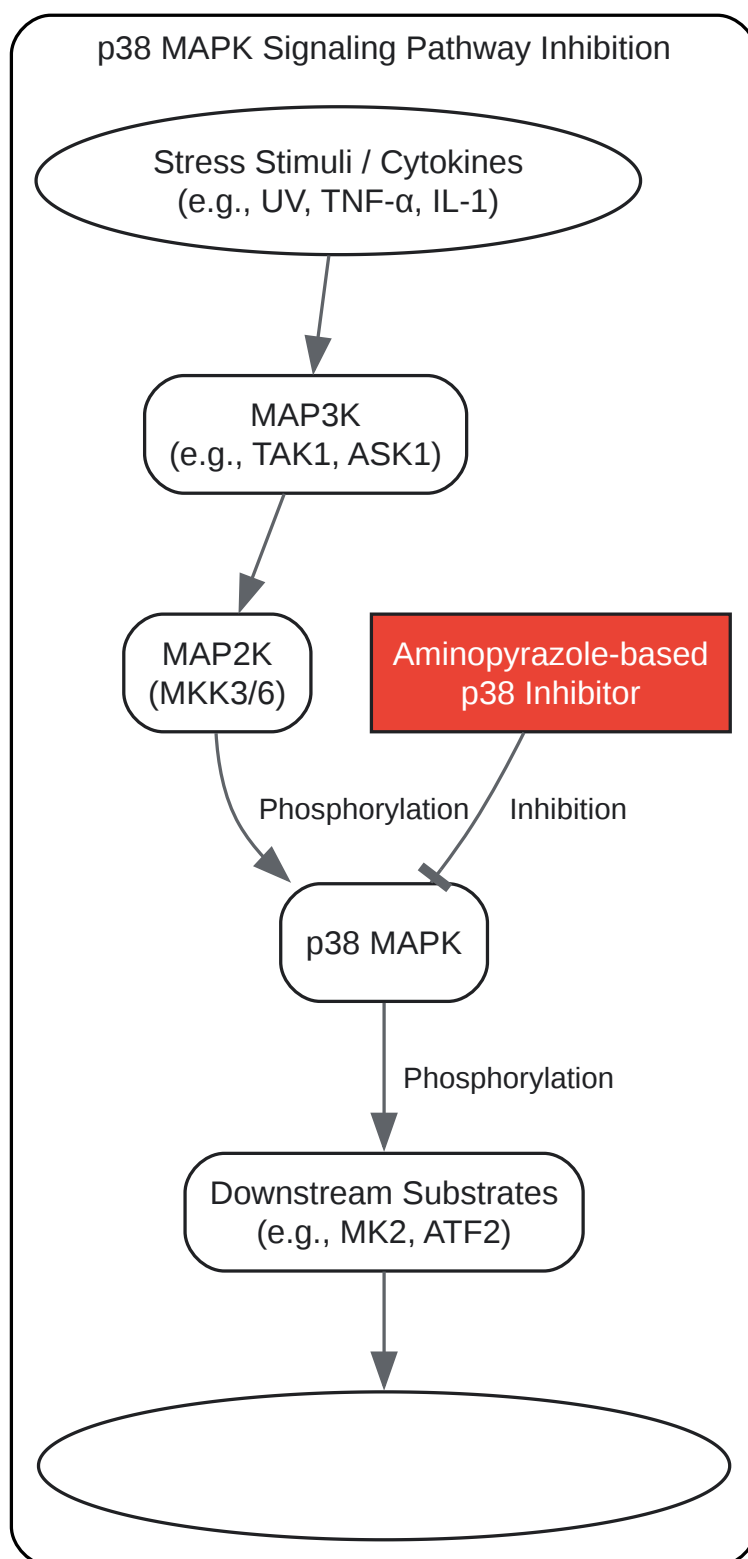 p38 MAPK Signaling Pathway Inhibition
Stress Stimuli / Cytokines
(e.g., UV, TNF-α, IL-1)
MAP3K
(e.g., TAK1, ASK1)
MAP2K
(MKK3/6)
Aminopyrazole-based
p38 Inhibitor
Phosphorylation
Inhibition
p38 MAPK
Phosphorylation
Downstream Substrates
(e.g., MK2, ATF2)